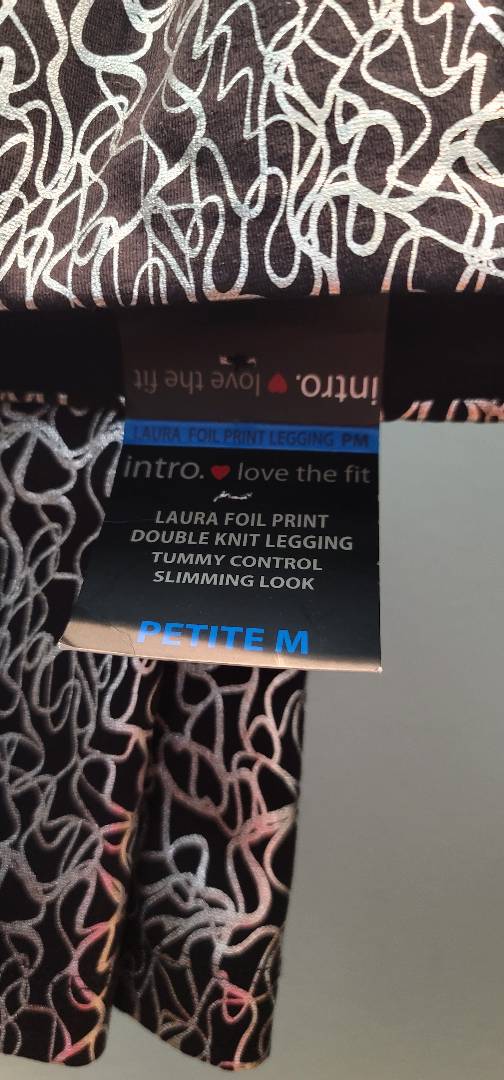 intro. ♥ love the fit
LAURA FOIL PRINT LEGGING PM
intro. ♥ love the fit
LAURA FOIL PRINT
DOUBLE KNIT LEGGING
TUMMY CONTROL
SLIMMING LOOK
PETITE M